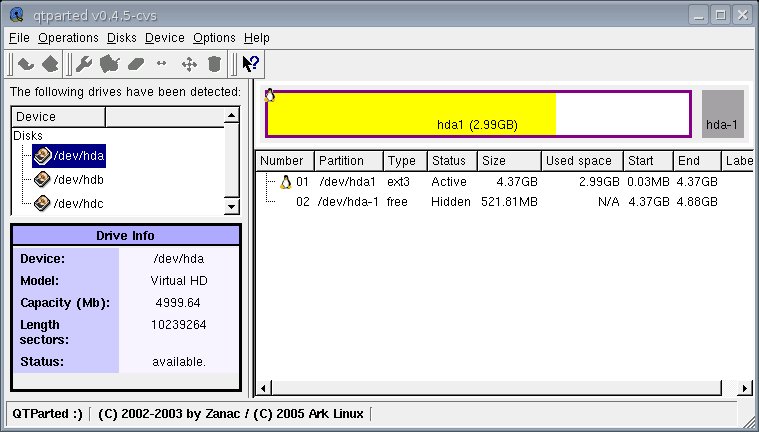 qtparted v0.4.5-cvs
File Operations Disks Device Options Help
The following drives have been detected:
Device
Disks
/dev/hda
/dev/hdb
/dev/hdc
Drive Info
Device: /dev/hda
Model: Virtual HD
Capacity (Mb): 4999.64
Length sectors: 10239264
Status: available.
hda1 (2.99GB)
hda-1
Number Partition Type Status Size Used space Start End Labe
01 /dev/hda1 ext3 Active 4.37GB 2.99GB 0.03MB 4.37GB
02 /dev/hda-1 free Hidden 521.81MB N/A 4.37GB 4.88GB
QTParted :) (C) 2002-2003 by Zanac / (C) 2005 Ark Linux